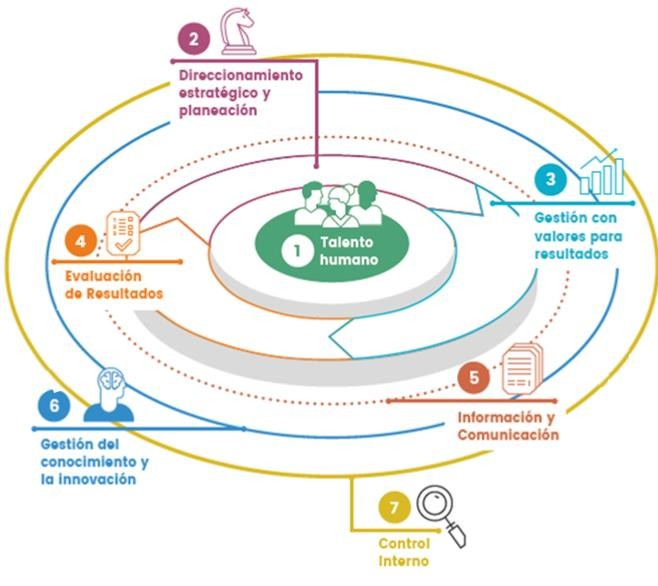 2
Direccionamiento
estratégico y
planeación
3
Gestión con
valores para
resultados
1
Talento
humano
4
Evaluación
de Resultados
5
Información y
Comunicación
6
Gestión del
conocimiento y
la innovación
7
Control
Interno